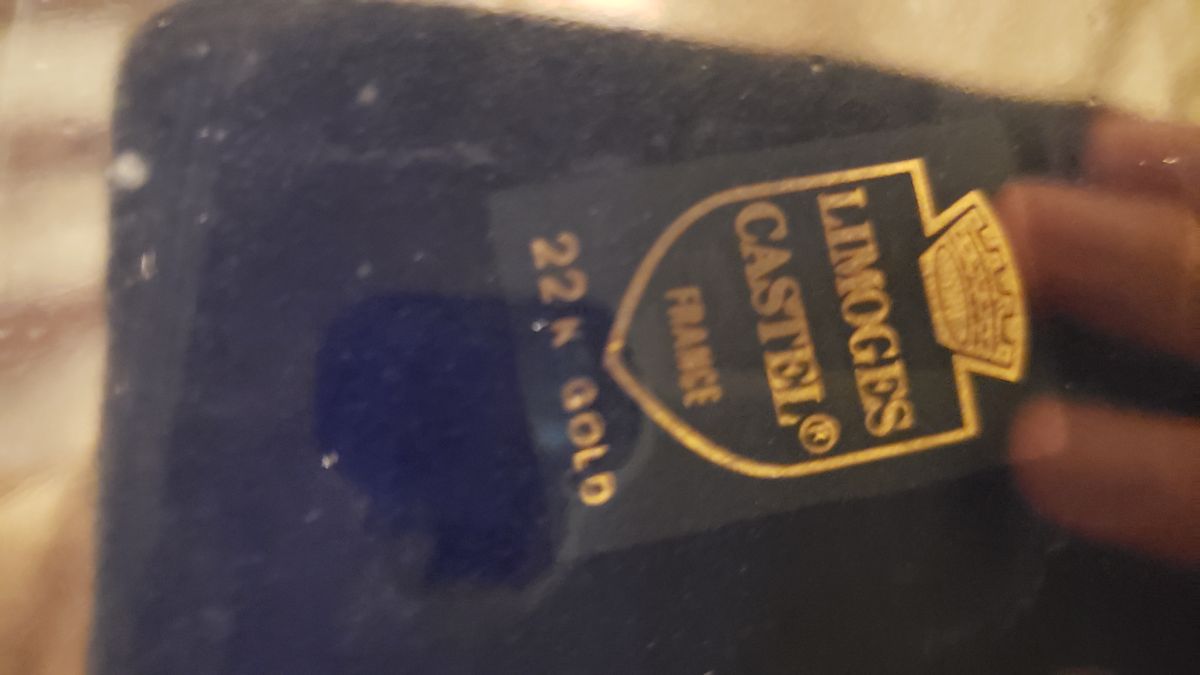 LIMOGES
CASTEL®
FRANCE
22K GOLD